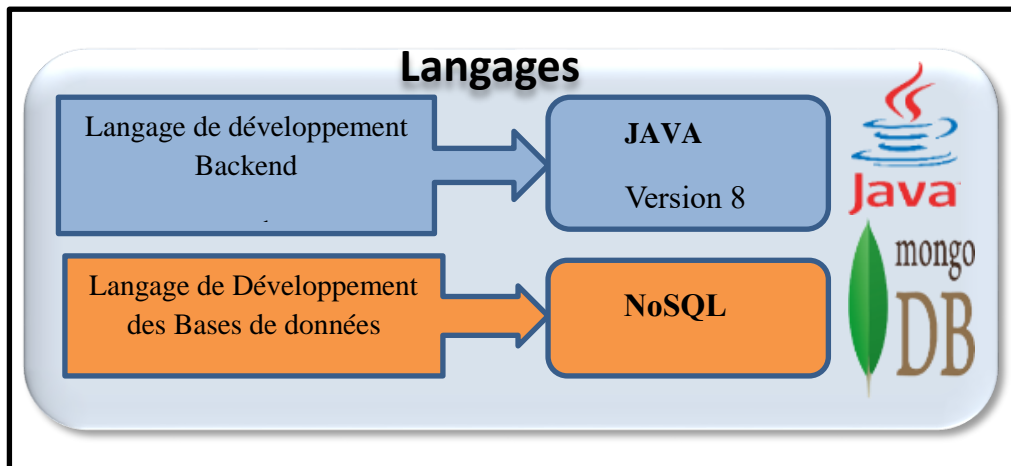 Langages
Langage de développement
Backend
JAVA
Version 8
Java
Langage de Développement
des Bases de données
NoSQL
mongo
DB